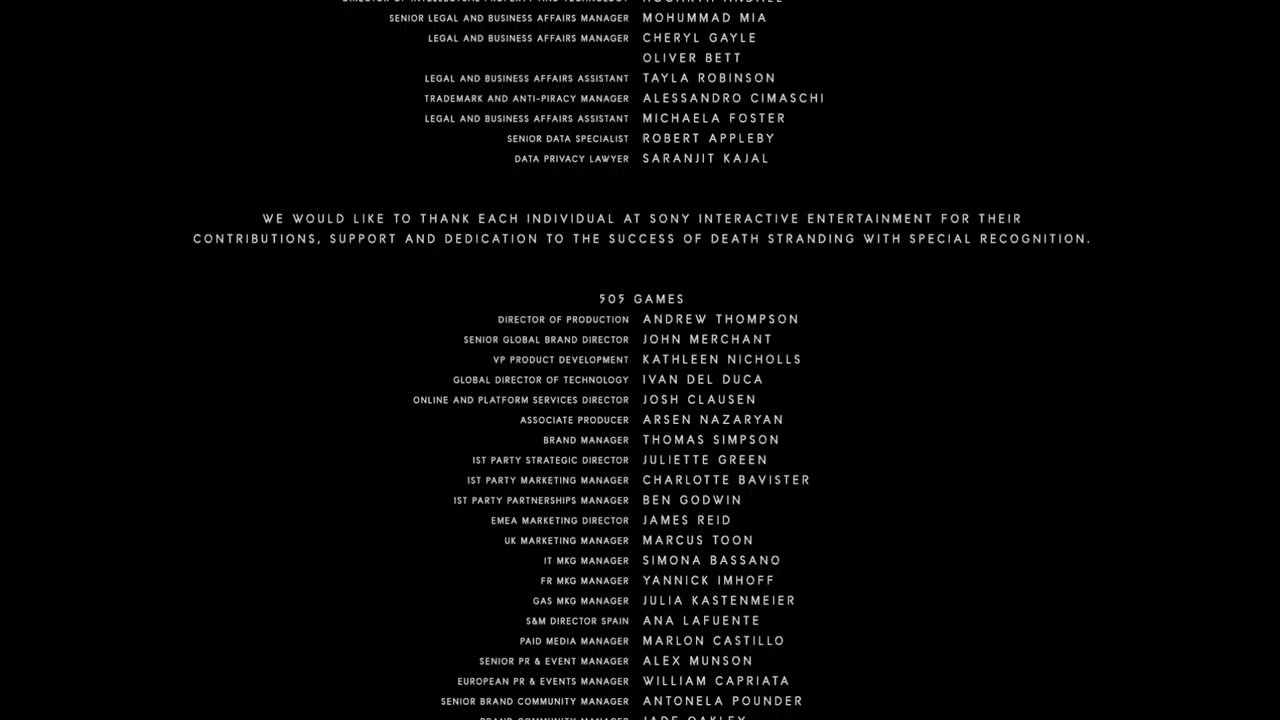 SENIOR LEGAL AND BUSINESS AFFAIRS MANAGER MOHUMMAD MIA
LEGAL AND BUSINESS AFFAIRS MANAGER CHERYL GAYLE
OLIVER BETT
LEGAL AND BUSINESS AFFAIRS ASSISTANT TAYLA ROBINSON
TRADEMARK AND ANTI-PIRACY MANAGER ALESSANDRO CIMASCHI
LEGAL AND BUSINESS AFFAIRS ASSISTANT MICHAELA FOSTER
SENIOR DATA SPECIALIST ROBERT APPLEBY
DATA PRIVACY LAWYER SARANJIT KAJAL
WE WOULD LIKE TO THANK EACH INDIVIDUAL AT SONY INTERACTIVE ENTERTAINMENT FOR THEIR
CONTRIBUTIONS, SUPPORT AND DEDICATION TO THE SUCCESS OF DEATH STRANDING WITH SPECIAL RECOGNITION.
505 GAMES
DIRECTOR OF PRODUCTION ANDREW THOMPSON
SENIOR GLOBAL BRAND DIRECTOR JOHN MERCHANT
VP PRODUCT DEVELOPMENT KATHLEEN NICHOLLS
GLOBAL DIRECTOR OF TECHNOLOGY IVAN DEL DUCA
ONLINE AND PLATFORM SERVICES DIRECTOR JOSH CLAUSEN
ASSOCIATE PRODUCER ARSEN NAZARYAN
BRAND MANAGER THOMAS SIMPSON
1ST PARTY STRATEGIC DIRECTOR JULIETTE GREEN
1ST PARTY MARKETING MANAGER CHARLOTTE BAVISTER
1ST PARTY PARTNERSHIPS MANAGER BEN GODWIN
EMEA MARKETING DIRECTOR JAMES REID
UK MARKETING MANAGER MARCUS TOON
IT MKG MANAGER SIMONA BASSANO
FR MKG MANAGER YANNICK IMHOFF
GAS MKG MANAGER JULIA KASTENMEIER
S&M DIRECTOR SPAIN ANA LAFUENTE
PAID MEDIA MANAGER MARLON CASTILLO
SENIOR PR & EVENT MANAGER ALEX MUNSON
EUROPEAN PR & EVENTS MANAGER WILLIAM CAPRIATA
SENIOR BRAND COMMUNITY MANAGER ANTONELA POUNDER
BRAND COMMUNITY MANAGER JADE OAKLEY